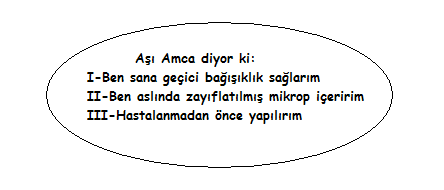 Aşı Amca diyor ki:
I-Ben sana geçici bağışıklık sağlarım
II-Ben aslında zayıflatılmış mikrop içeririm
III-Hastalanmadan önce yapılırım